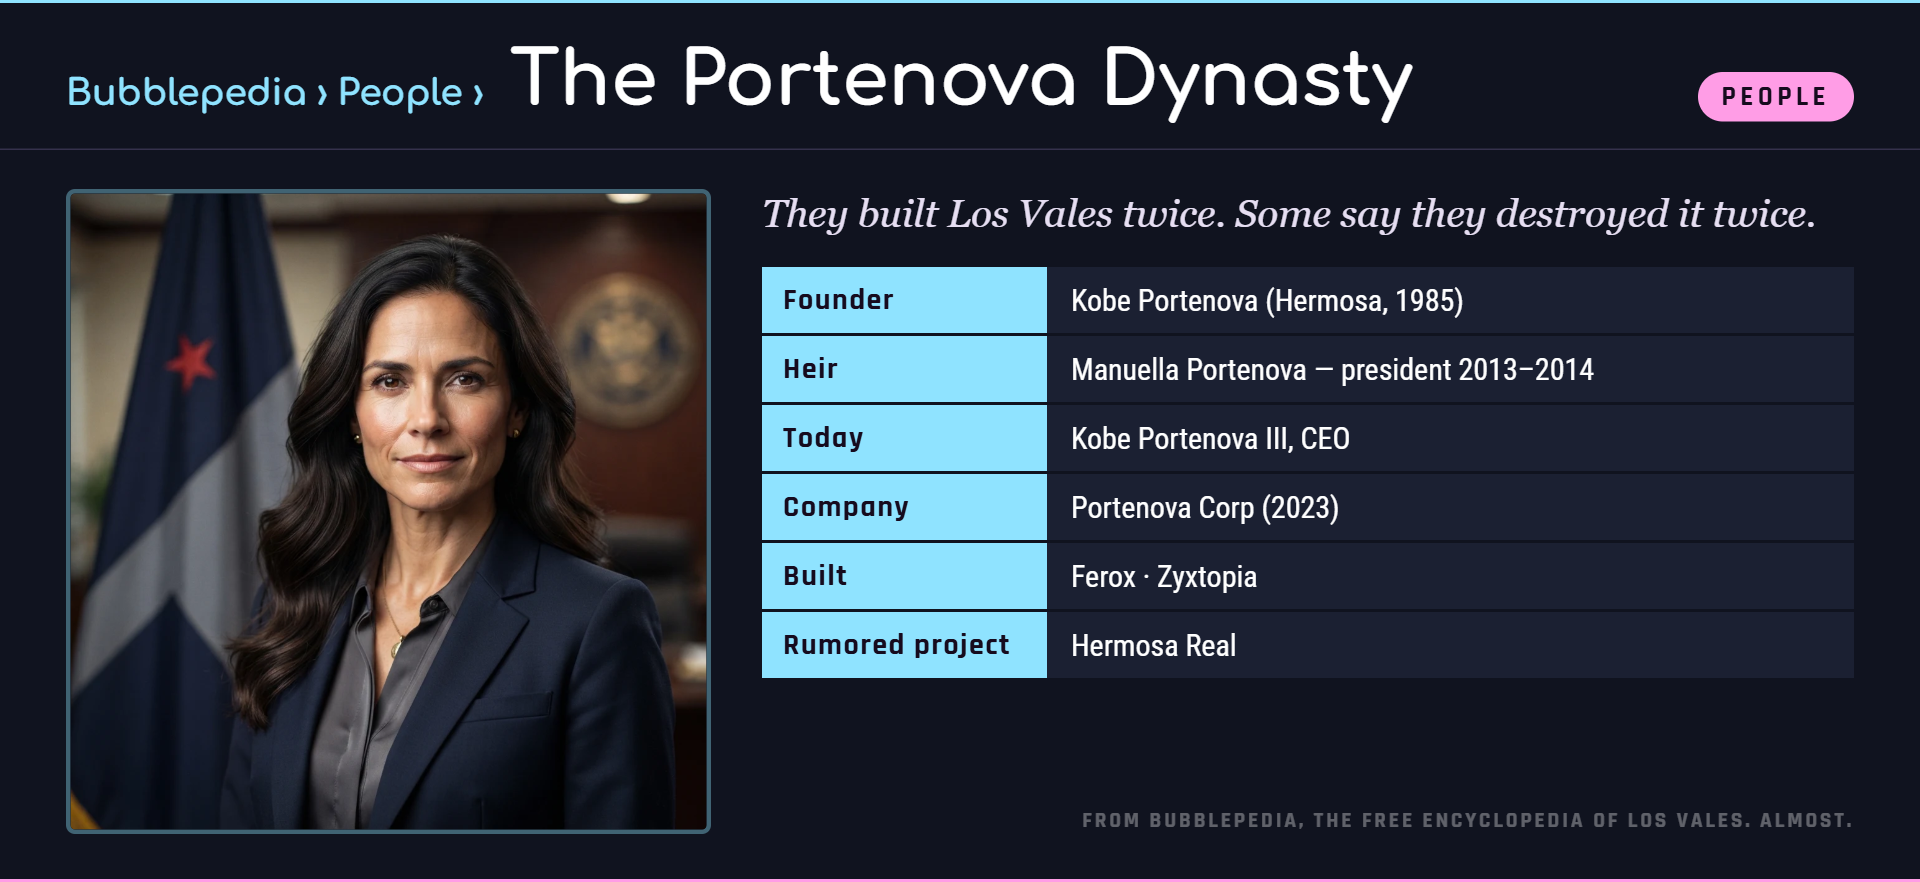 Bubblepedia › People › The Portenova Dynasty
PEOPLE
They built Los Vales twice. Some say they destroyed it twice.
Founder Kobe Portenova (Hermosa, 1985)
Heir Manuella Portenova — president 2013–2014
Today Kobe Portenova III, CEO
Company Portenova Corp (2023)
Built Ferox · Zyxtopia
Rumored project Hermosa Real
FROM BUBBLEPEDIA, THE FREE ENCYCLOPEDIA OF LOS VALES. ALMOST.